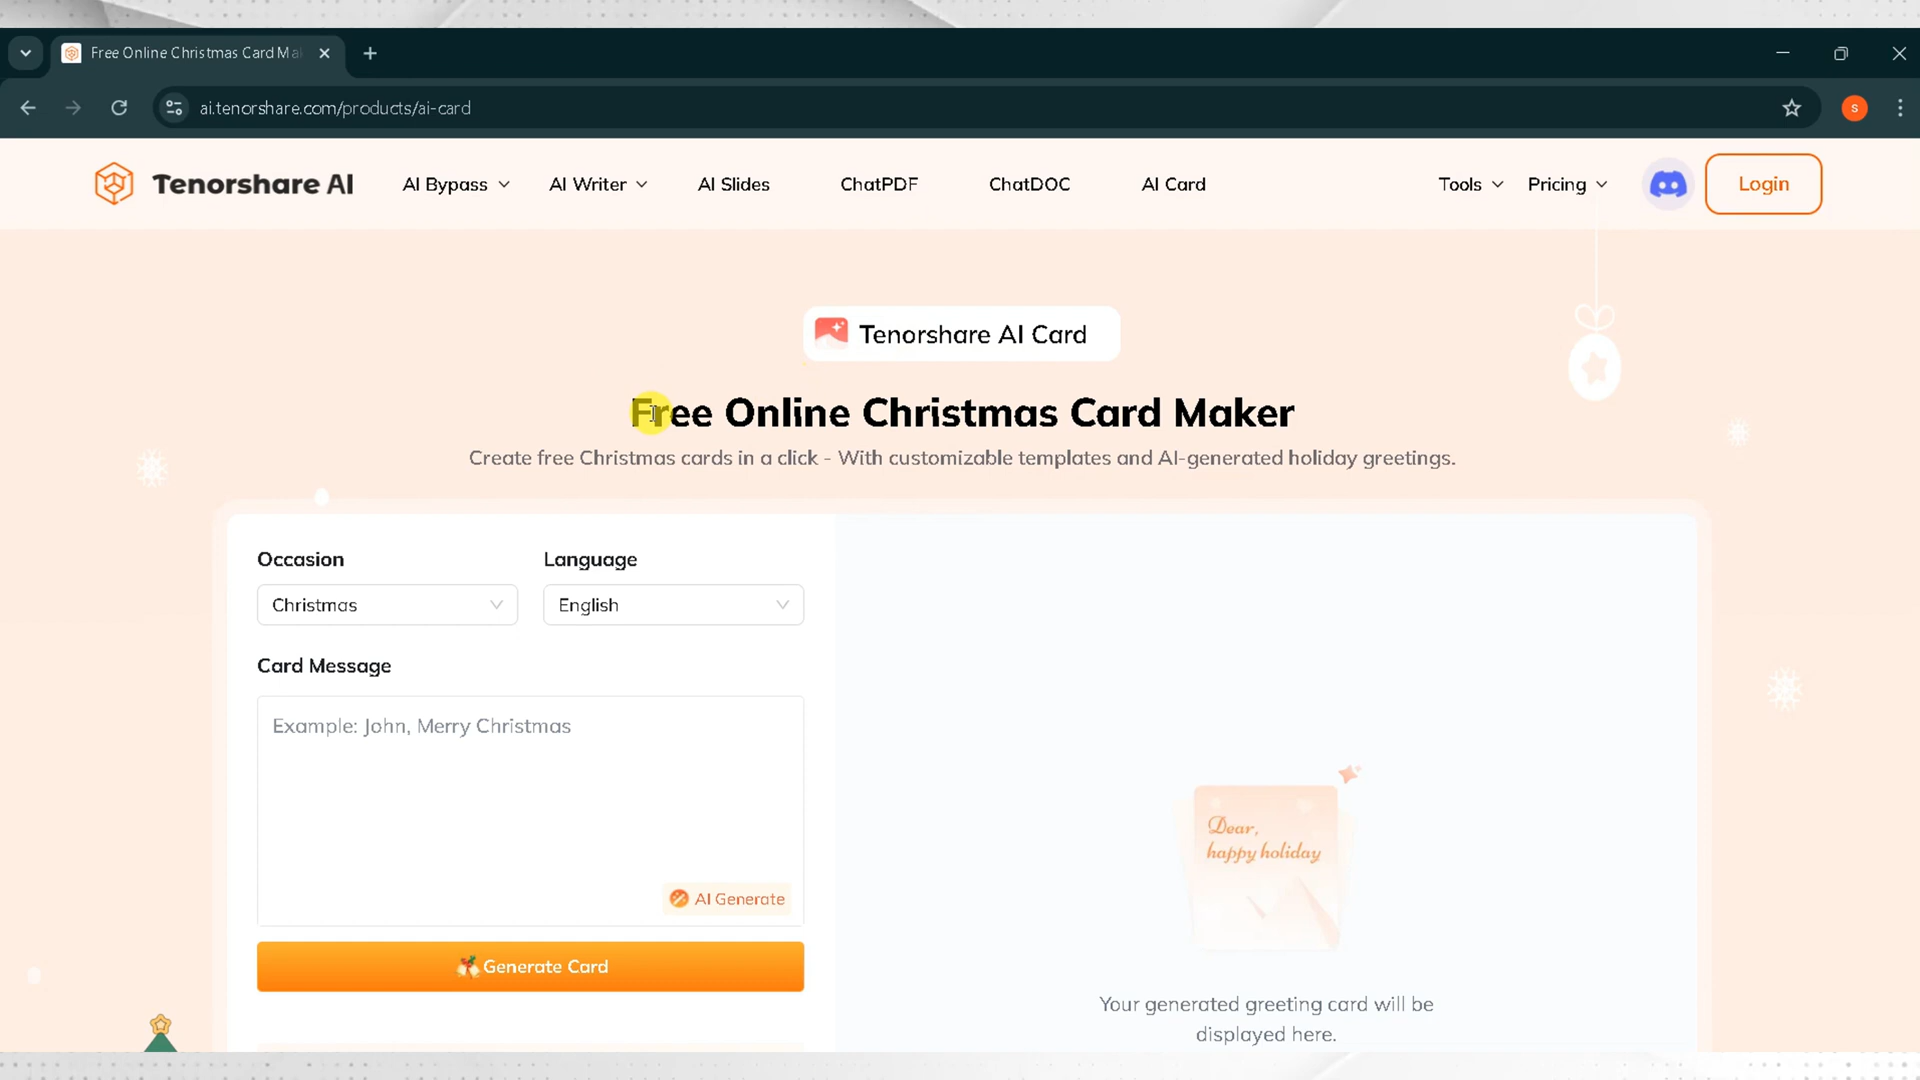 Free Online Christmas Card Ma
ai.tenorshare.com/products/ai-card
s
Tenorshare AI
AI Bypass
AI Writer
AI Slides
ChatPDF
ChatDOC
AI Card
Tools
Pricing
Login
Tenorshare AI Card
Free Online Christmas Card Maker
Create free Christmas cards in a click - With customizable templates and AI-generated holiday greetings.
Occasion
Language
Christmas
English
Card Message
Example: John, Merry Christmas
AI Generate
Generate Card
Dear,
happy holiday
Your generated greeting card will be
displayed here.